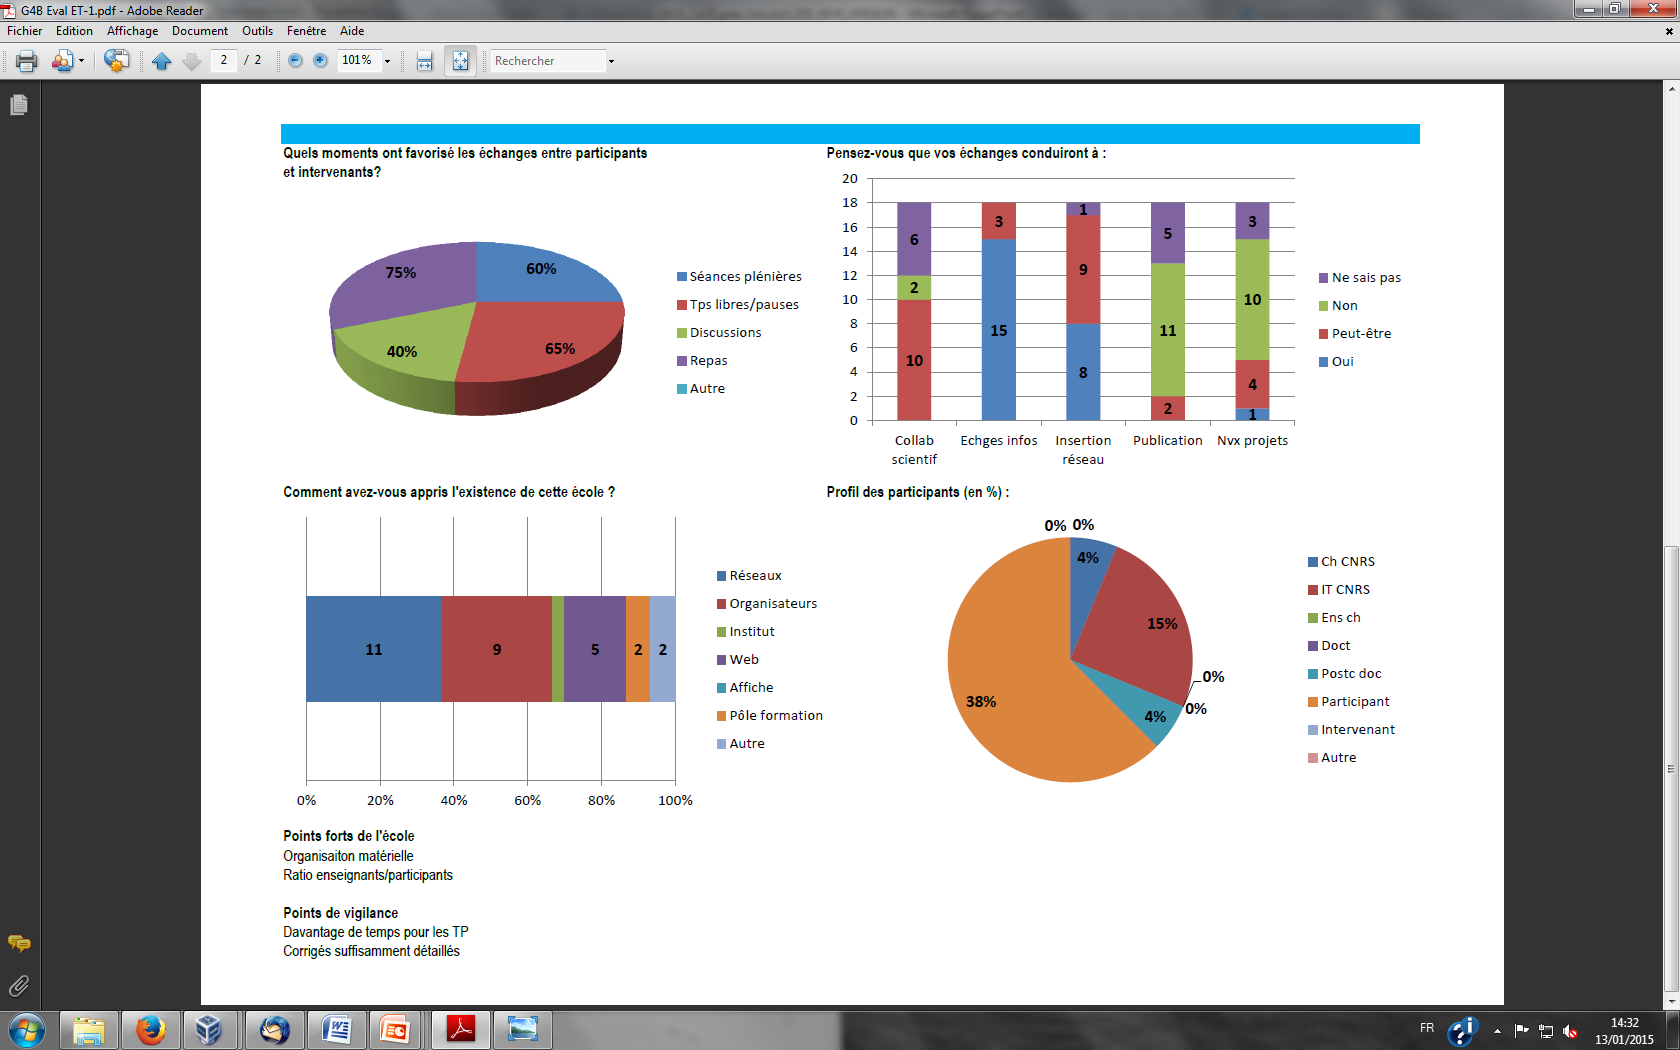 G4B Eval ET-1.pdf - Adobe Reader
Fichier Edition Affichage Document Outils Fenêtre Aide
2 / 2 101% Rechercher
Quels moments ont favorisé les échanges entre participants
et intervenants?
60%
65%
40%
75%
Séances plénières
Tps libres/pauses
Discussions
Repas
Autre
Pensez-vous que vos échanges conduiront à :
20
18
16
14
12
10
8
6
4
2
0
6
2
10
3
15
1
9
8
5
11
2
3
10
4
1
Collab
scientif
Echges infos
Insertion
réseau
Publication
Nvx projets
Ne sais pas
Non
Peut-être
Oui
Comment avez-vous appris l'existence de cette école ?
11 9 5 2 2
0% 20% 40% 60% 80% 100%
Réseaux
Organisateurs
Institut
Web
Affiche
Pôle formation
Autre
Profil des participants (en %) :
0% 0%
4%
15%
0%
0%
4%
38%
Ch CNRS
IT CNRS
Ens ch
Doct
Postc doc
Participant
Intervenant
Autre
Points forts de l'école
Organisaiton matérielle
Ratio enseignants/participants
Points de vigilance
Davantage de temps pour les TP
Corrigés suffisamment détaillés
FR
14:32
13/01/2015